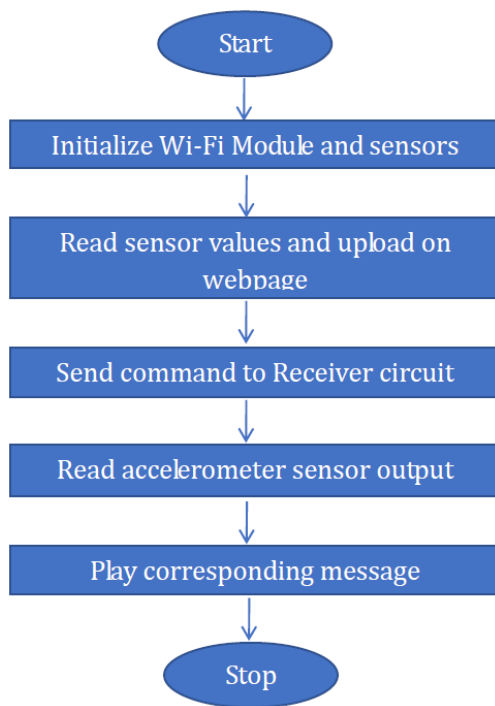 Start
Initialize Wi-Fi Module and sensors
Read sensor values and upload on
webpage
Send command to Receiver circuit
Read accelerometer sensor output
Play corresponding message
Stop